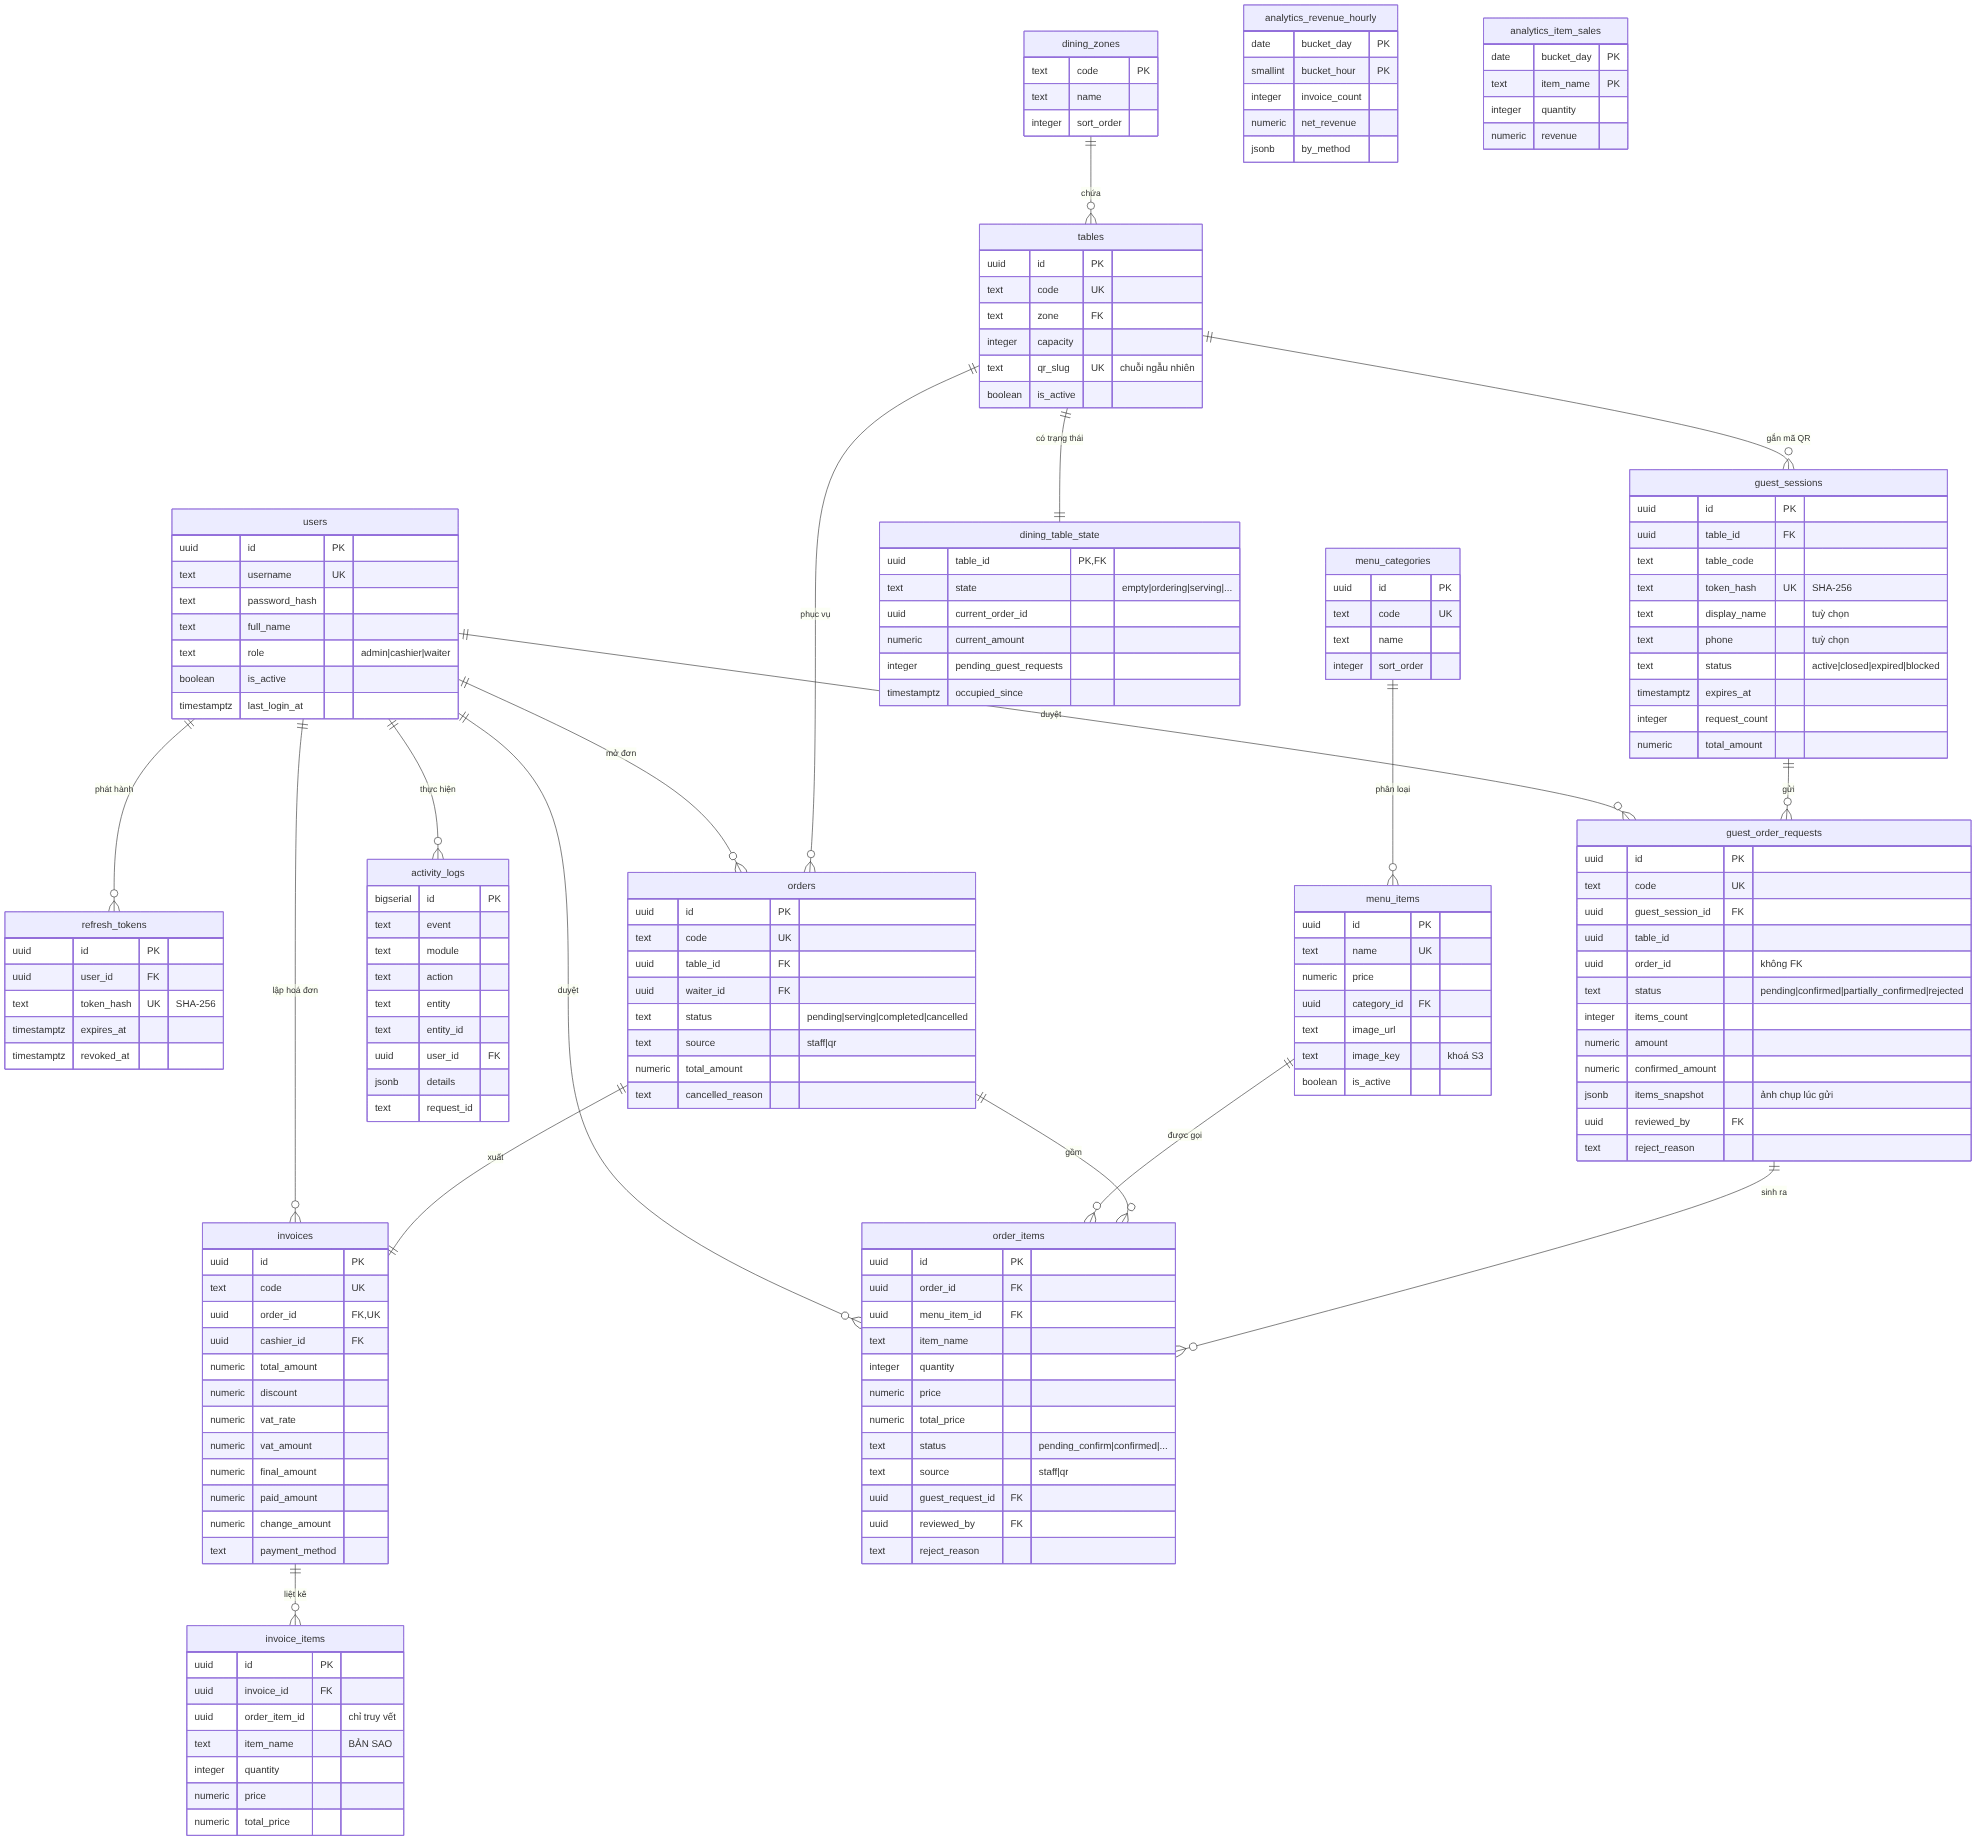 analytics_revenue_hourly
date bucket_day PK
smallint bucket_hour PK
integer invoice_count
numeric net_revenue
jsonb by_method
analytics_item_sales
date bucket_day PK
text item_name PK
integer quantity
numeric revenue
dining_zones
text code PK
text name
integer sort_order
chứa
tables
uuid id PK
text code UK
text zone FK
integer capacity
text qr_slug UK chuỗi ngẫu nhiên
boolean is_active
có trạng thái
gắn mã QR
guest_sessions
uuid id PK
uuid table_id FK
text table_code
text token_hash UK SHA-256
text display_name tuỳ chọn
text phone tuỳ chọn
text status active|closed|expired|blocked
timestamptz expires_at
integer request_count
numeric total_amount
users
uuid id PK
text username UK
text password_hash
text full_name
text role admin|cashier|waiter
boolean is_active
timestamptz last_login_at
dining_table_state
uuid table_id PK,FK
text state empty|ordering|serving|...
uuid current_order_id
numeric current_amount
integer pending_guest_requests
timestamptz occupied_since
menu_categories
uuid id PK
text code UK
text name
integer sort_order
phục vụ
duyệt
mở đơn
phát hành
thực hiện
phân loại
gửi
lập hoá đơn
duyệt
guest_order_requests
uuid id PK
text code UK
uuid guest_session_id FK
uuid table_id
uuid order_id không FK
text status pending|confirmed|partially_confirmed|rejected
integer items_count
numeric amount
numeric confirmed_amount
jsonb items_snapshot ảnh chụp lúc gửi
uuid reviewed_by FK
text reject_reason
activity_logs
bigserial id PK
text event
text module
text action
text entity
text entity_id
uuid user_id FK
jsonb details
text request_id
orders
uuid id PK
text code UK
uuid table_id FK
uuid waiter_id FK
text status pending|serving|completed|cancelled
text source staff|qr
numeric total_amount
text cancelled_reason
menu_items
uuid id PK
text name UK
numeric price
uuid category_id FK
text image_url
text image_key khoá S3
boolean is_active
refresh_tokens
uuid id PK
uuid user_id FK
text token_hash UK SHA-256
timestamptz expires_at
timestamptz revoked_at
xuất
gồm
được gọi
sinh ra
invoices
uuid id PK
text code UK
uuid order_id FK,UK
uuid cashier_id FK
numeric total_amount
numeric discount
numeric vat_rate
numeric vat_amount
numeric final_amount
numeric paid_amount
numeric change_amount
text payment_method
order_items
uuid id PK
uuid order_id FK
uuid menu_item_id FK
text item_name
integer quantity
numeric price
numeric total_price
text status pending_confirm|confirmed|...
text source staff|qr
uuid guest_request_id FK
uuid reviewed_by FK
text reject_reason
liệt kê
invoice_items
uuid id PK
uuid invoice_id FK
uuid order_item_id chỉ truy vết
text item_name BẢN SAO
integer quantity
numeric price
numeric total_price